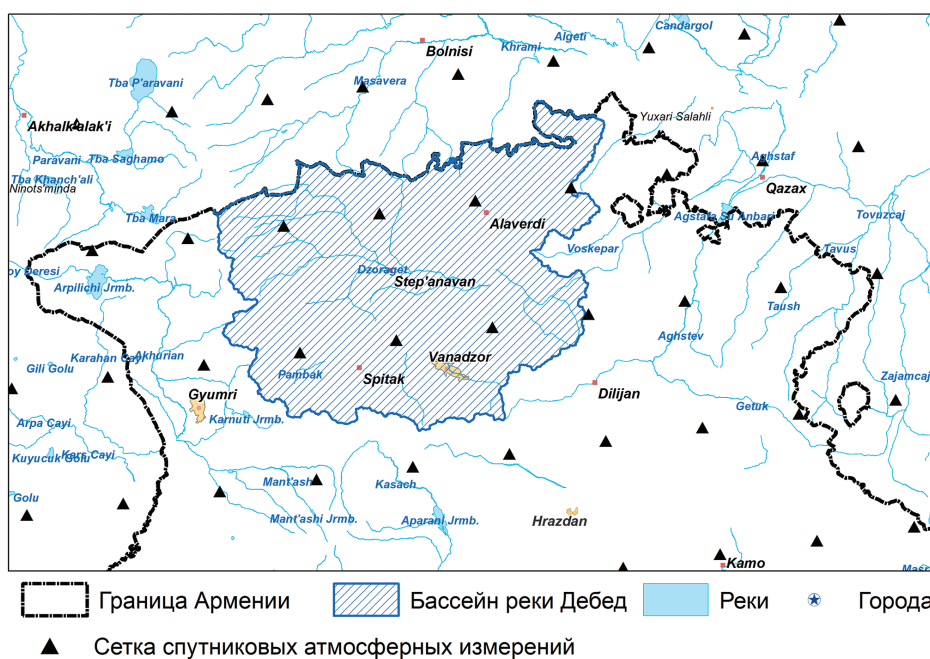 Candargol
Algeti
Bolnisi
Khrami
Masavera
Tba P'aravani
Akhalk'alak'i
Yuxari Salahli
Paravani
Tba Saghamo
Aghstaf
Tba Khanch'ali
Ninots'minda
Qazax
Tba Mara
Alaverdi
Agstafa Su Anbari
Tovuzcaj
Voskepar
Tavus
Dzoraget
Step'anavan
Arpilichi Jrmb.
Taush
Aghstev
Karahan Cayi
Akhurian
Gili Golu
Pambak
Spitak
Vanadzor
Zajamcaj
Gyumri
Dilijan
Getuk
Karnuti Jrmb.
Arpa Cayi
Kuyucuk Golu
Kars Cayi
Golu
Mant'ash
Kasach
Mant'ashi Jrmb.
Aparani Jrmb.
Hrazdan
Kamo
Граница Армении
Бассейн реки Дебед
Реки
Города
Сетка спутниковых атмосферных измерений